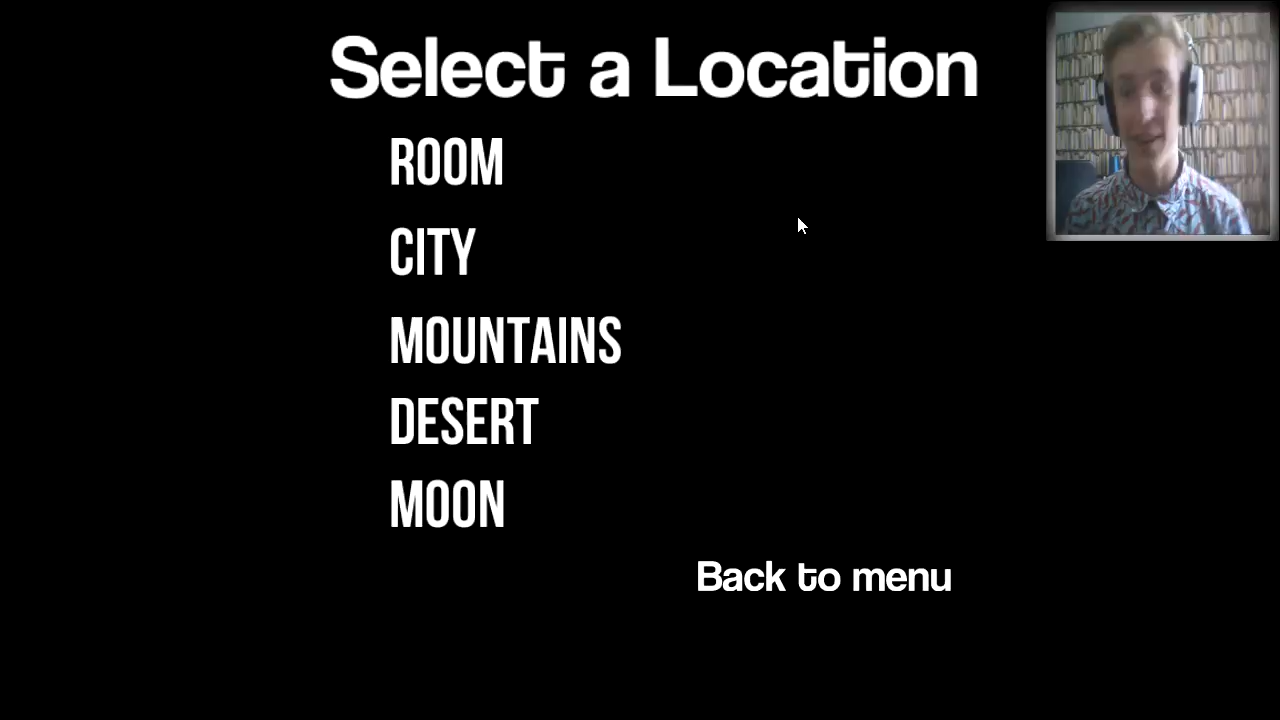 Select a Location
ROOM
CITY
MOUNTAINS
DESERT
MOON
Back to menu